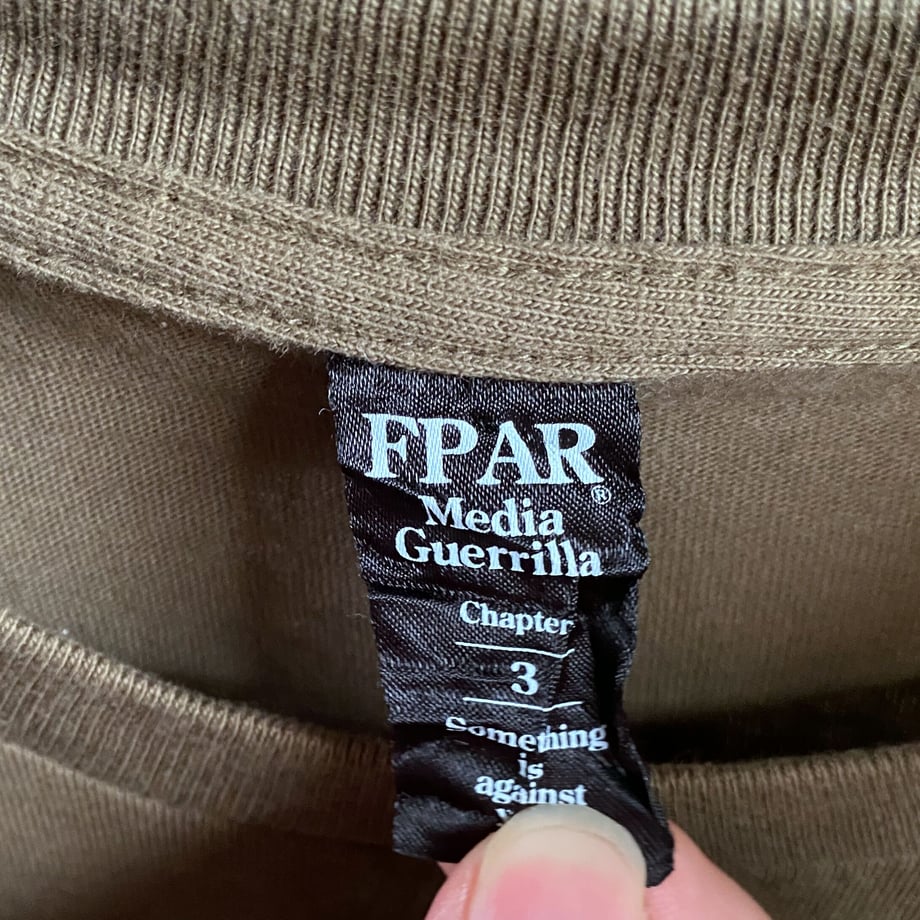 FPAR®
Media
Guerrilla
Chapter
3
Something
is
against